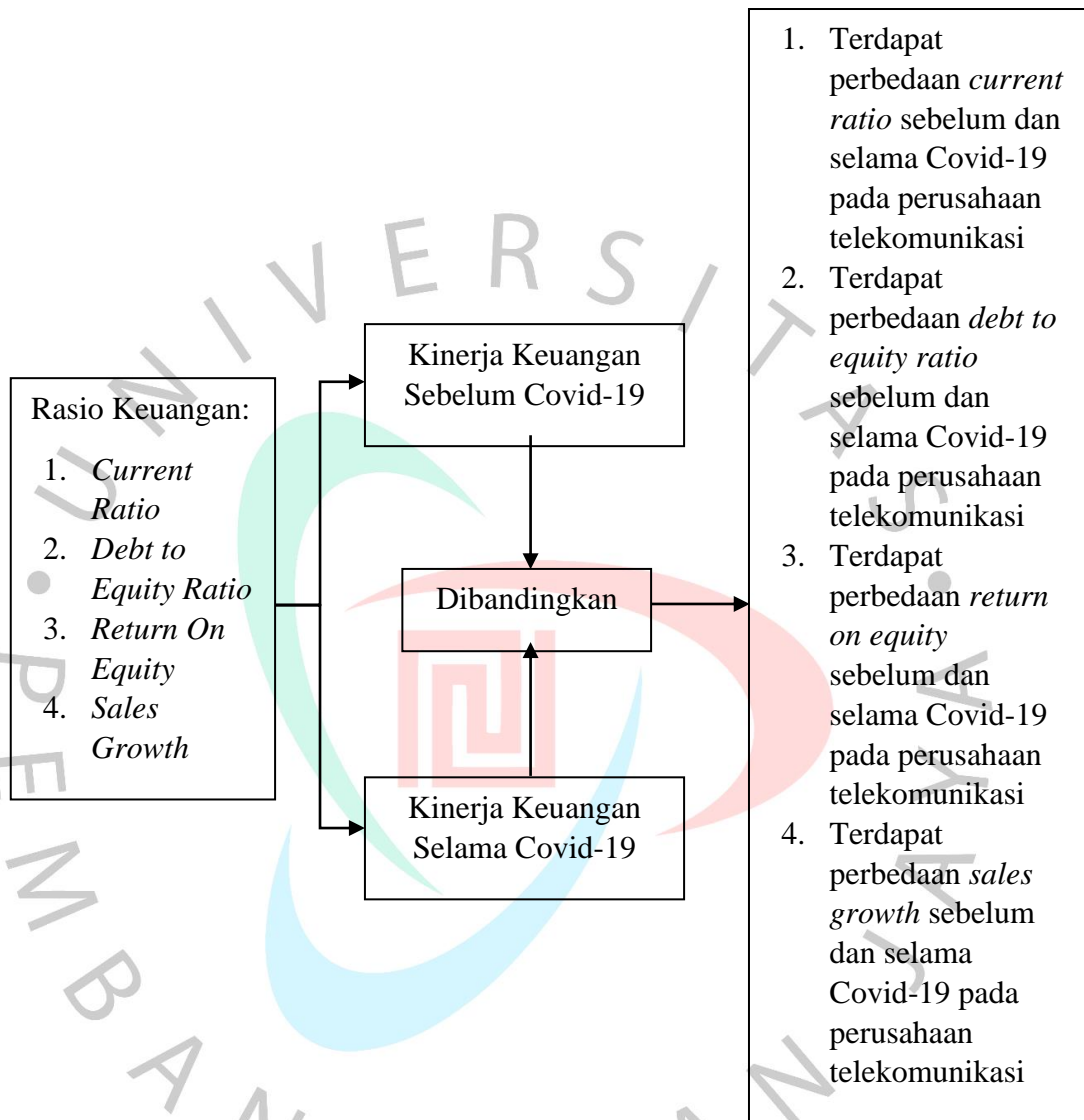 Rasio Keuangan:
1. Current
Ratio
2. Debt to
Equity Ratio
3. Return On
Equity
4. Sales
Growth
Kinerja Keuangan
Sebelum Covid-19
Dibandingkan
Kinerja Keuangan
Selama Covid-19
1. Terdapat
perbedaan current
ratio sebelum dan
selama Covid-19
pada perusahaan
telekomunikasi
2. Terdapat
perbedaan debt to
equity ratio
sebelum dan
selama Covid-19
pada perusahaan
telekomunikasi
3. Terdapat
perbedaan return
on equity
sebelum dan
selama Covid-19
pada perusahaan
telekomunikasi
4. Terdapat
perbedaan sales
growth sebelum
dan selama
Covid-19 pada
perusahaan
telekomunikasi
UNIVERSITAS
PEMBAN
AN JAYA